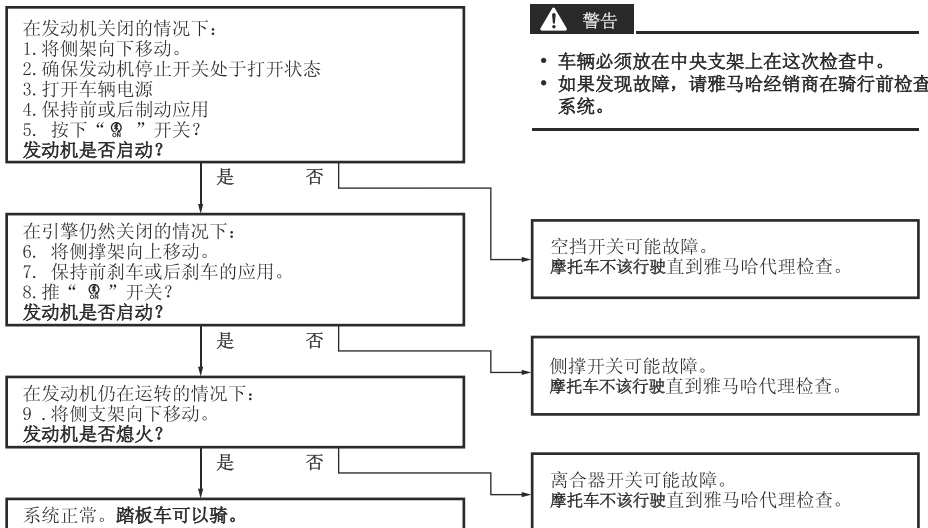 在发动机关闭的情况下：
1.将侧架向下移动。
2.确保发动机停止开关处于打开状态
3.打开车辆电源
4.保持前或后制动应用
5. 按下“ ON ”开关？
发动机是否启动？
是 否
在引擎仍然关闭的情况下：
6. 将侧撑架向上移动。
7. 保持前刹车或后刹车的应用。
8.推“ ON ”开关？
发动机是否启动？
是 否
在发动机仍在运转的情况下：
9 .将侧支架向下移动。
发动机是否熄火？
是 否
系统正常。踏板车可以骑。
警告
• 车辆必须放在中央支架上在这次检查中。
• 如果发现故障，请雅马哈经销商在骑行前检查
系统。
空挡开关可能故障。
摩托车不该行驶直到雅马哈代理检查。
侧撑开关可能故障。
摩托车不该行驶直到雅马哈代理检查。
离合器开关可能故障。
摩托车不该行驶直到雅马哈代理检查。